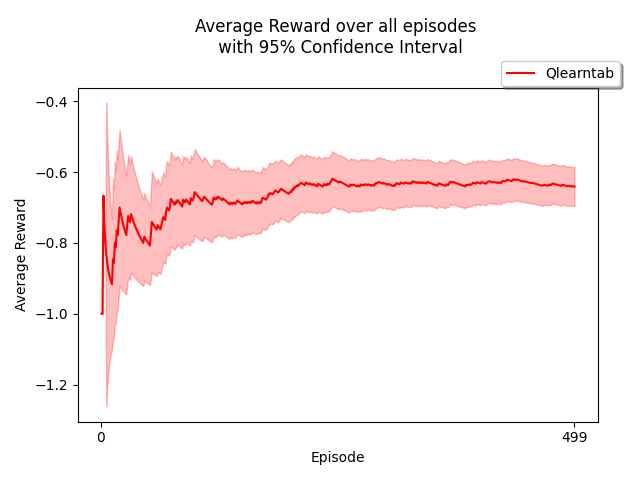 Average Reward over all episodes
with 95% Confidence Interval
Qlearntab
−0.4
−0.6
−0.8
−1.0
−1.2
Average Reward
0
499
Episode